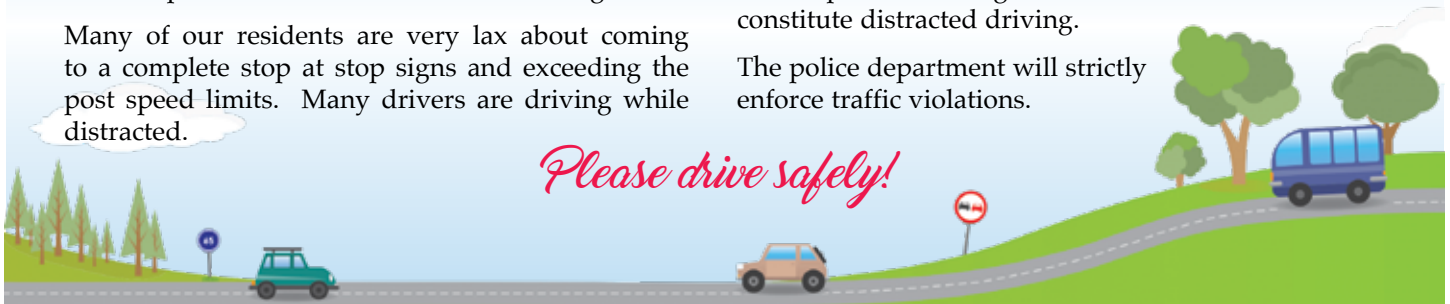 Many of our residents are very lax about coming
to a complete stop at stop signs and exceeding the
post speed limits. Many drivers are driving while
distracted.
constitute distracted driving.
The police department will strictly
enforce traffic violations.
Please drive safely!
45